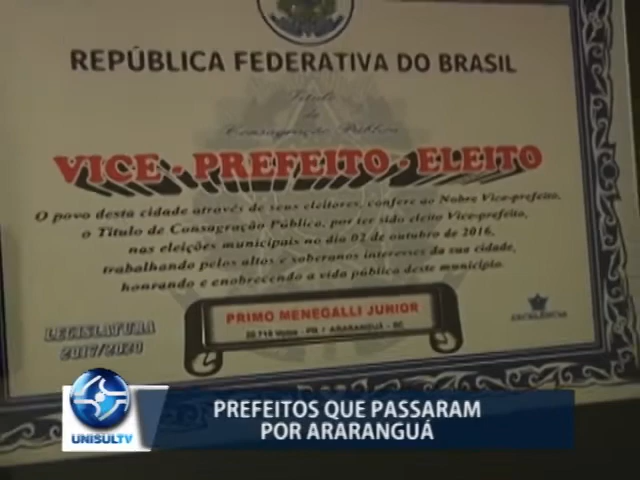 REPÚBLICA FEDERATIVA DO BRASIL
Título
de
Consagração Pública
VICE - PREFEITO - ELEITO
O povo desta cidade através de seus eleitores, confere ao Nobre Vice-prefeito,
o Título de Consagração Pública, por ter sido eleito Vice-prefeito,
nas eleições municipais no dia 02 de outubro de 2016,
trabalhando pelos altos e soberanos interesses da sua cidade,
honrando e enobrecendo a vida pública deste município.
PRIMO MENEGALLI JUNIOR
Votos - PR / ARARANGUÁ - SC
LEGISLATURA
2017/2020
EXCELÊNCIA
UNISULTV
PREFEITOS QUE PASSARAM
POR ARARANGUÁ